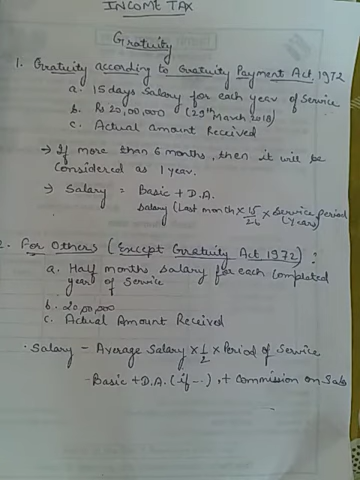 INCOME TAX
Gratuity
1. Gratuity according to Gratuity Payment Act. 1972
a. 15 days Salary for each year of Service
b. Rs 20,00,000 (29th March 2018)
c. Actual amount Received
→ If more than 6 months, then it will be
Considered as 1 year.
→ Salary = Basic + D.A.
Salary (Last month × 15/26 × Service period
(Years)
2. For Others (Except Gratuity Act 1972) :
a. Half months salary for each completed
year of Service
b. 20,00,000
c. Actual Amount Received
· Salary - Average Salary × 1/2 × Period of Service
- Basic + D.A. (if -..) , + Commission on Sales